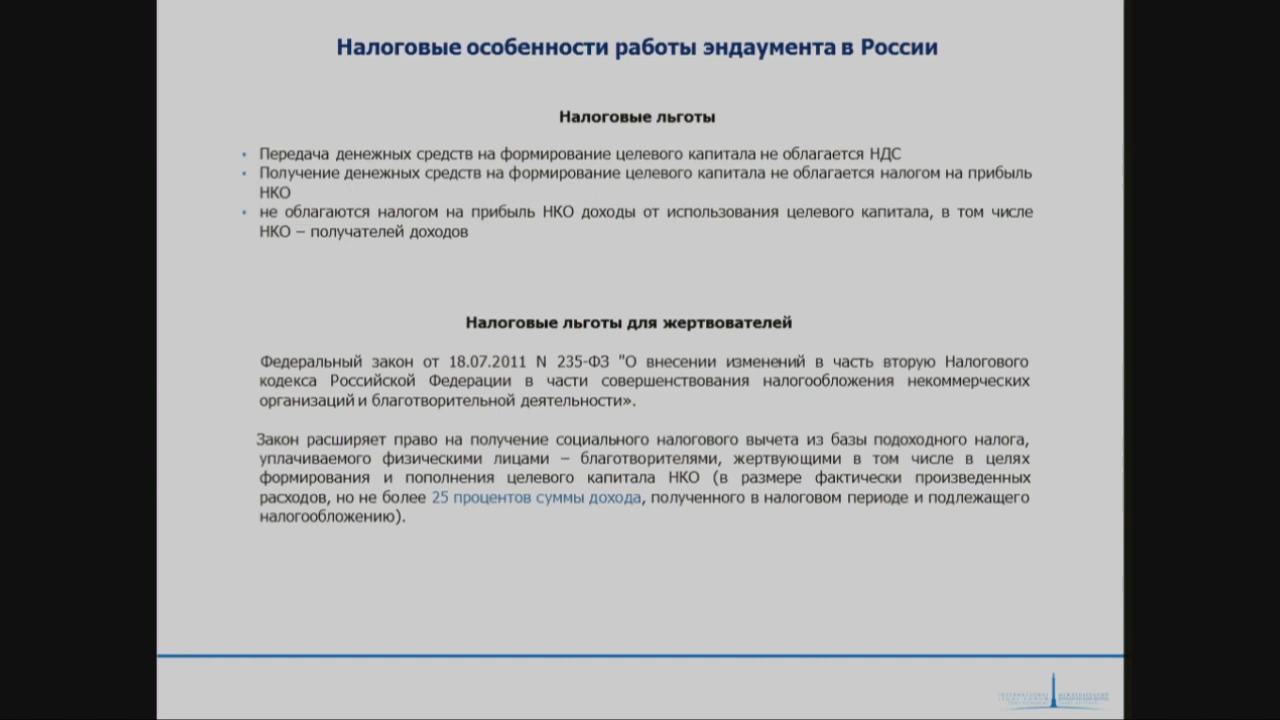 Налоговые особенности работы эндаумента в России
Налоговые льготы
• Передача денежных средств на формирование целевого капитала не облагается НДС
• Получение денежных средств на формирование целевого капитала не облагается налогом на прибыль
НКО
• не облагаются налогом на прибыль НКО доходы от использования целевого капитала, в том числе
НКО – получателей доходов
Налоговые льготы для жертвователей
Федеральный закон от 18.07.2011 N 235-ФЗ "О внесении изменений в часть вторую Налогового
кодекса Российской Федерации в части совершенствования налогообложения некоммерческих
организаций и благотворительной деятельности».
Закон расширяет право на получение социального налогового вычета из базы подоходного налога,
уплачиваемого физическими лицами – благотворителями, жертвующими в том числе в целях
формирования и пополнения целевого капитала НКО (в размере фактически произведенных
расходов, но не более 25 процентов суммы дохода, полученного в налоговом периоде и подлежащего
налогообложению).